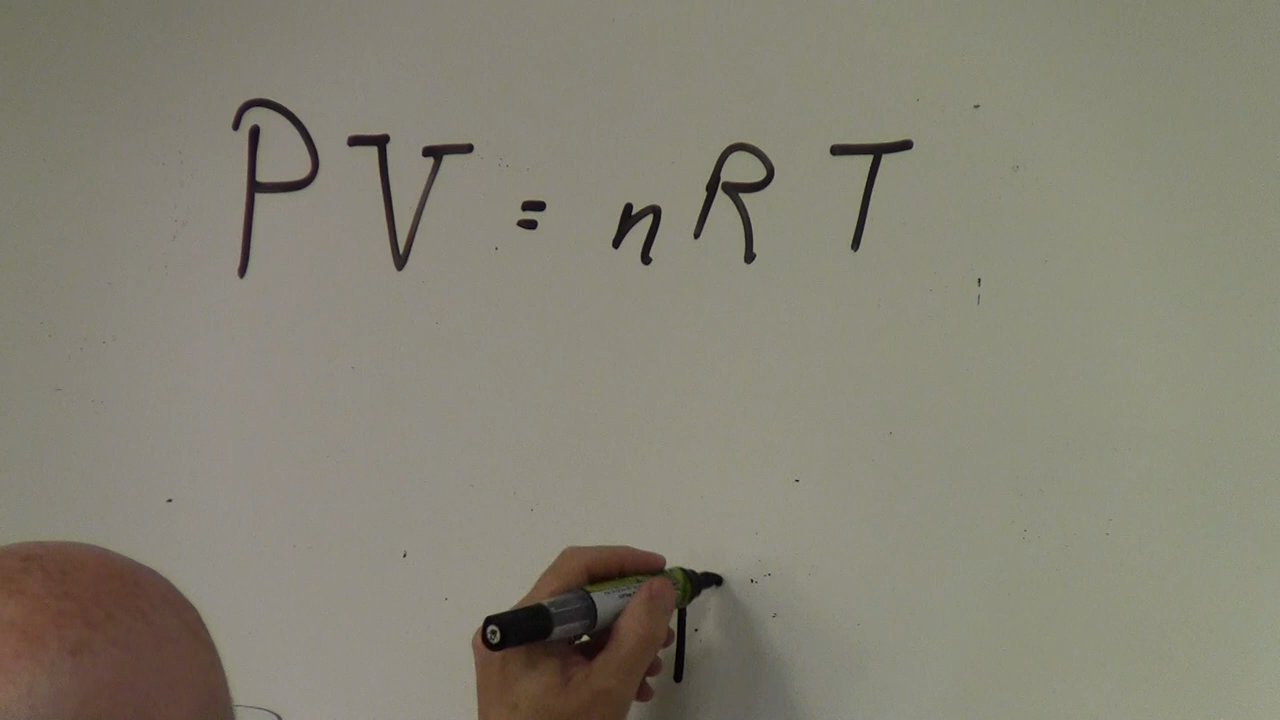 PV = nRT